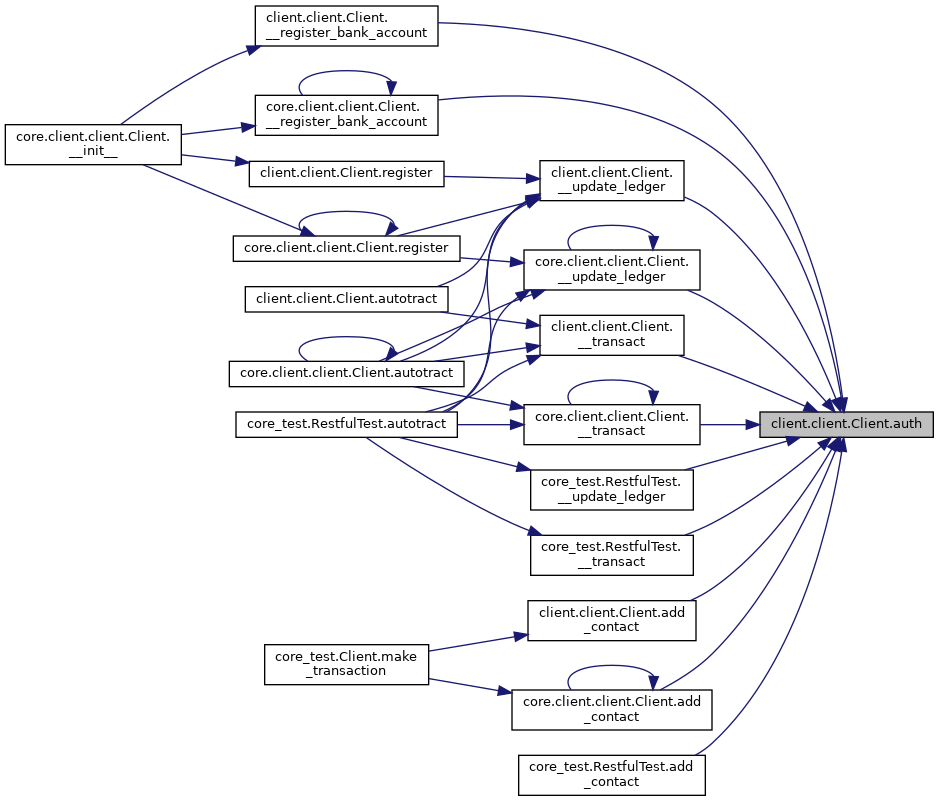 client.client.Client.
__register_bank_account
core.client.client.Client.
__register_bank_account
core.client.client.Client.
__init__
client.client.Client.register
client.client.Client.
__update_ledger
core.client.client.Client.register
core.client.client.Client.
__update_ledger
client.client.Client.autotract
client.client.Client.
__transact
core.client.client.Client.autotract
core_test.RestfulTest.autotract
core.client.client.Client.
__transact
client.client.Client.auth
core_test.RestfulTest.
__update_ledger
core_test.RestfulTest.
__transact
client.client.Client.add
_contact
core_test.Client.make
_transaction
core.client.client.Client.add
_contact
core_test.RestfulTest.add
_contact